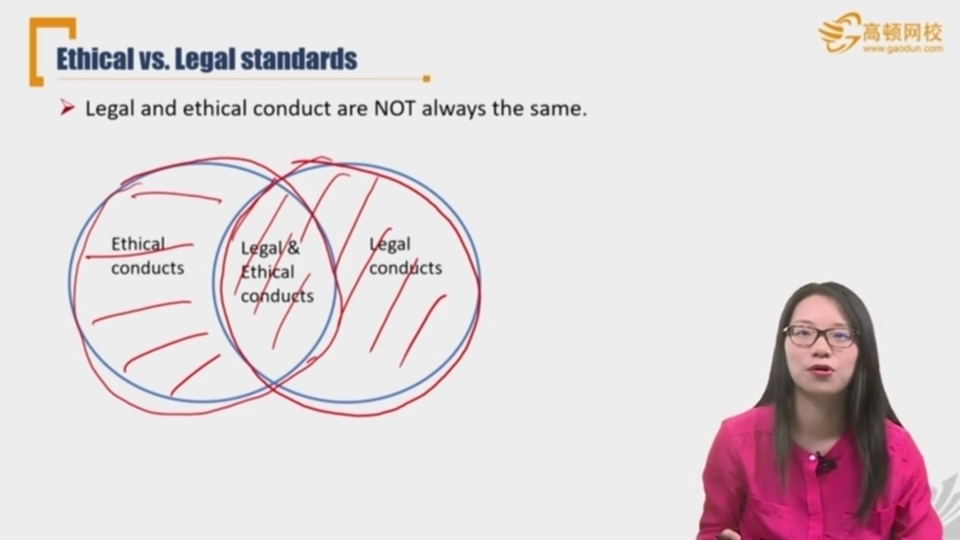 Ethical vs. Legal standards
高顿网校
www.gaodun.com
Legal and ethical conduct are NOT always the same.
Ethical
conducts
Legal &
Ethical
conducts
Legal
conducts